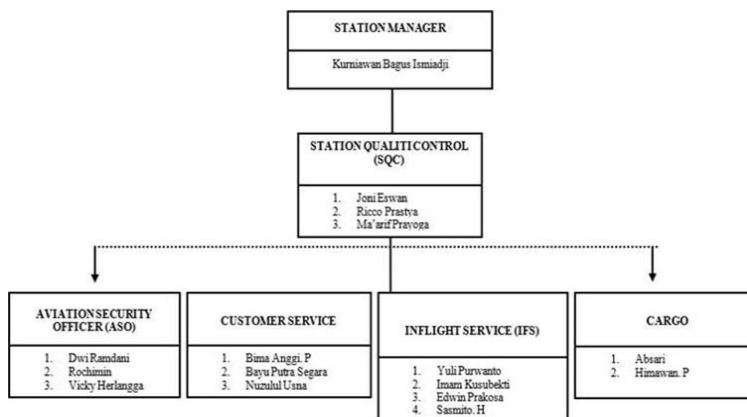 STATION MANAGER
Kurniawan Bagus Ismiadji
STATION QUALITI CONTROL
(SQC)
1. Joni Eswan
2. Ricco Prastya
3. Ma'arif Prayoga
AVIATION SECURITY
OFFICER (ASO)
1. Dwi Ramdani
2. Rochimin
3. Vicky Herlangga
CUSTOMER SERVICE
1. Bima Anggi. P
2. Bayu Putra Segara
3. Nuzulul Usna
INFLIGHT SERVICE (IFS)
1. Yuli Purwanto
2. Imam Kusubekti
3. Edwin Prakosa
4. Sasmito. H
CARGO
1. Absari
2. Himawan. P